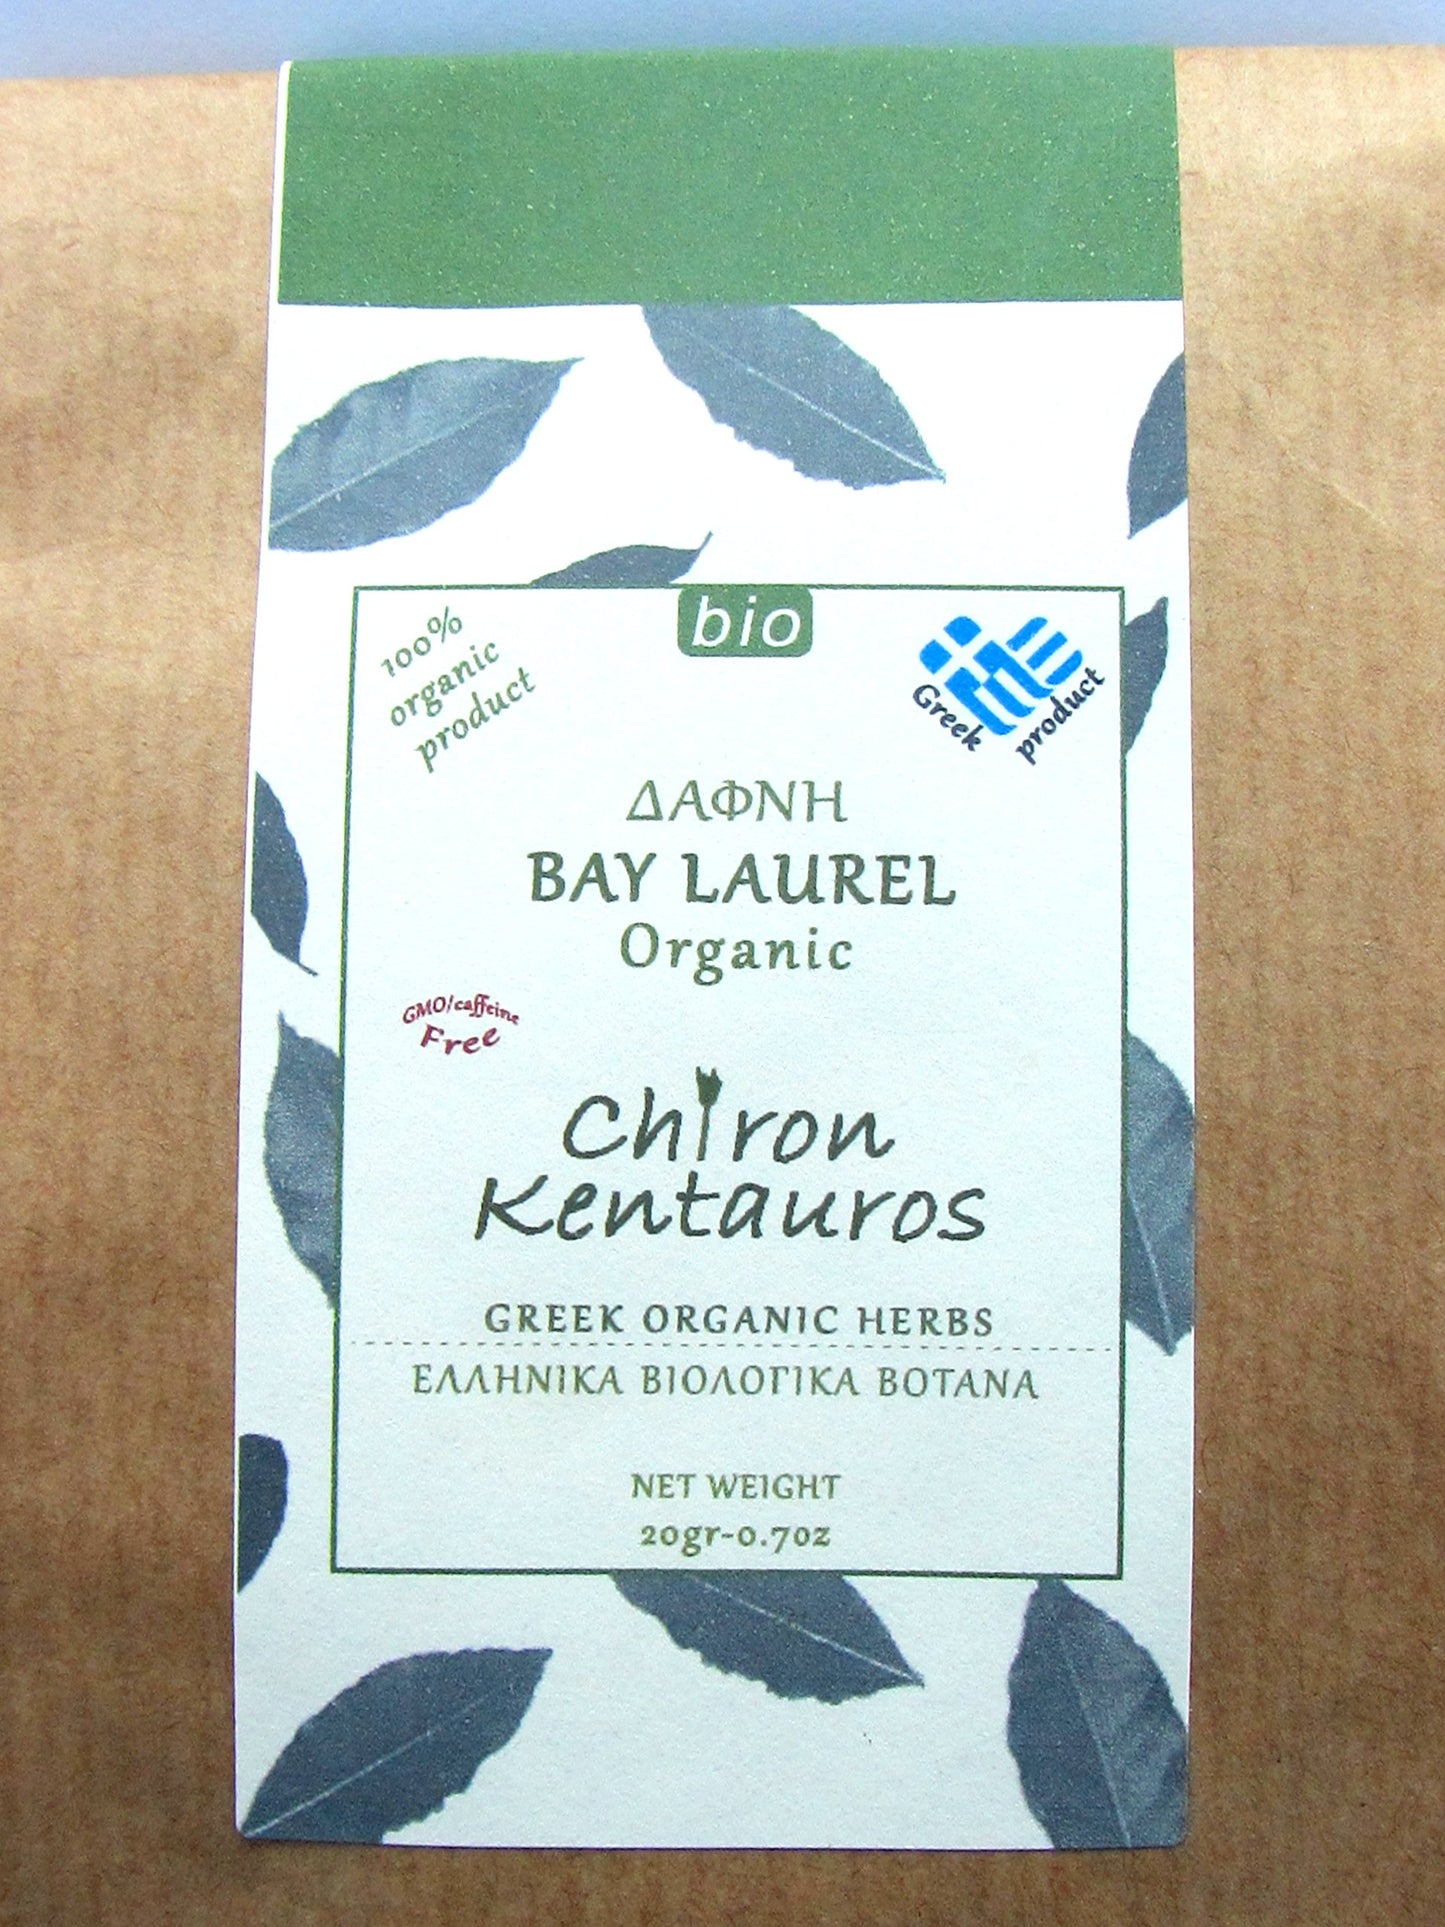 bio
100%
organic
product
Greek product
ΔΑΦΝΗ
BAY LAUREL
Organic
GMO/caffeine
Free
Chiron
Kentauros
GREEK ORGANIC HERBS
ΕΛΛΗΝΙΚΑ ΒΙΟΛΟΓΙΚΑ ΒΟΤΑΝΑ
NET WEIGHT
20gr-0.7oz